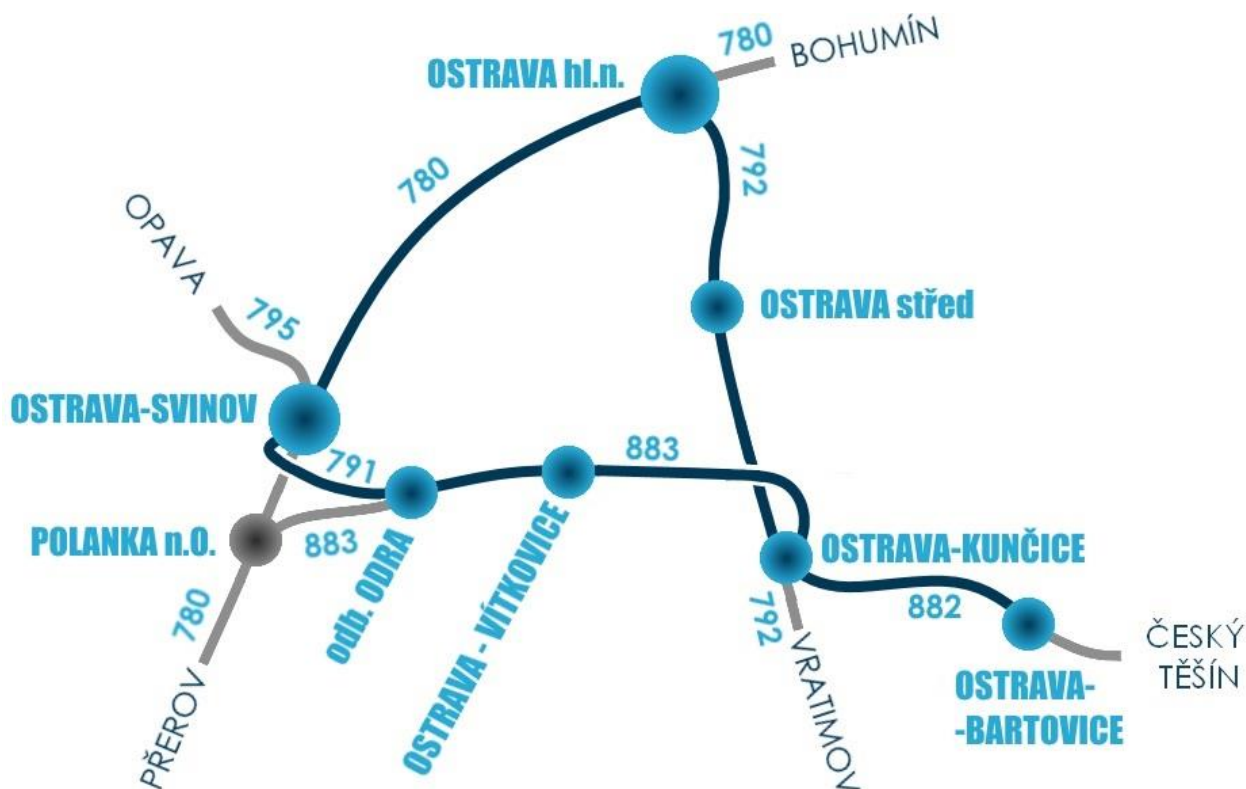 780
BOHUMÍN
OSTRAVA hl.n.
780
792
OPAVA
795
OSTRAVA střed
OSTRAVA-SVINOV
791
883
POLANKA n.O.
883
odb. ODRA
OSTRAVA - VÍTKOVICE
OSTRAVA-KUNČICE
780
792
882
PŘEROV
VRATIMOV
ČESKÝ
TĚŠÍN
OSTRAVA-
-BARTOVICE